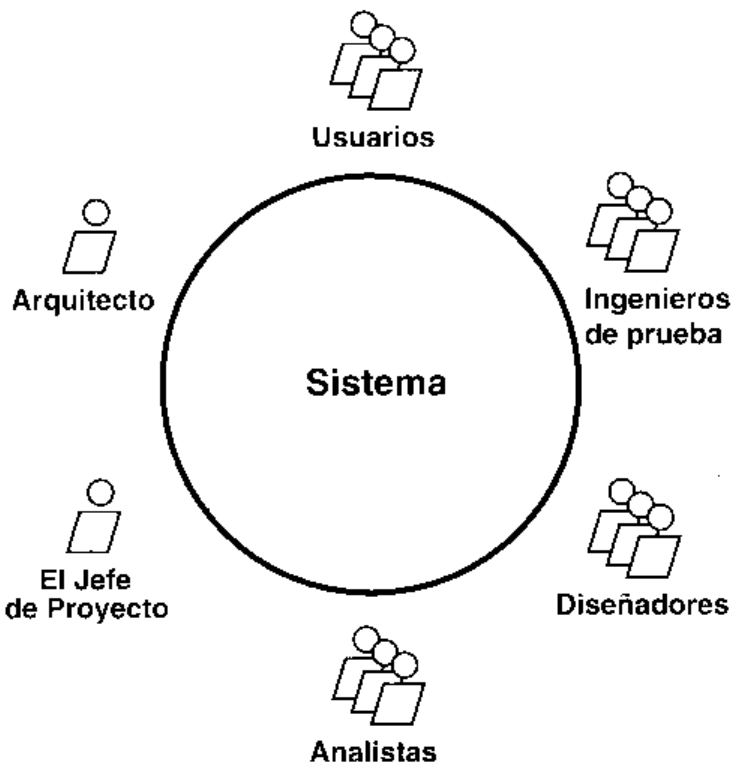 Usuarios
Arquitecto
Ingenieros
de prueba
Sistema
El Jefe
de Proyecto
Diseñadores
Analistas